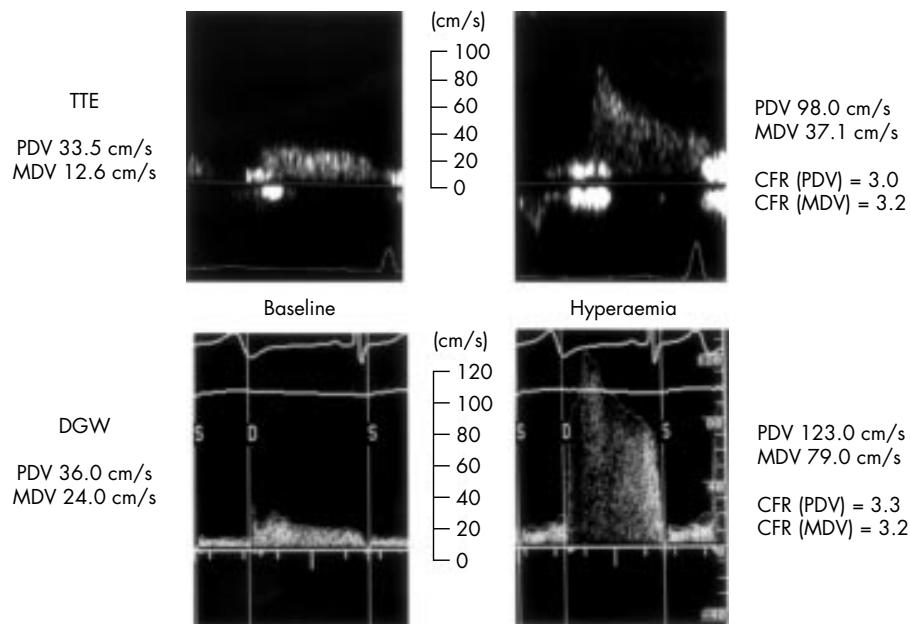 (cm/s)
100
80
60
40
20
0
TTE
PDV 33.5 cm/s
MDV 12.6 cm/s
PDV 98.0 cm/s
MDV 37.1 cm/s
CFR (PDV) = 3.0
CFR (MDV) = 3.2
Baseline
Hyperaemia
(cm/s)
120
100
80
60
40
20
0
DGW
PDV 36.0 cm/s
MDV 24.0 cm/s
S D S
S D S
PDV 123.0 cm/s
MDV 79.0 cm/s
CFR (PDV) = 3.3
CFR (MDV) = 3.2